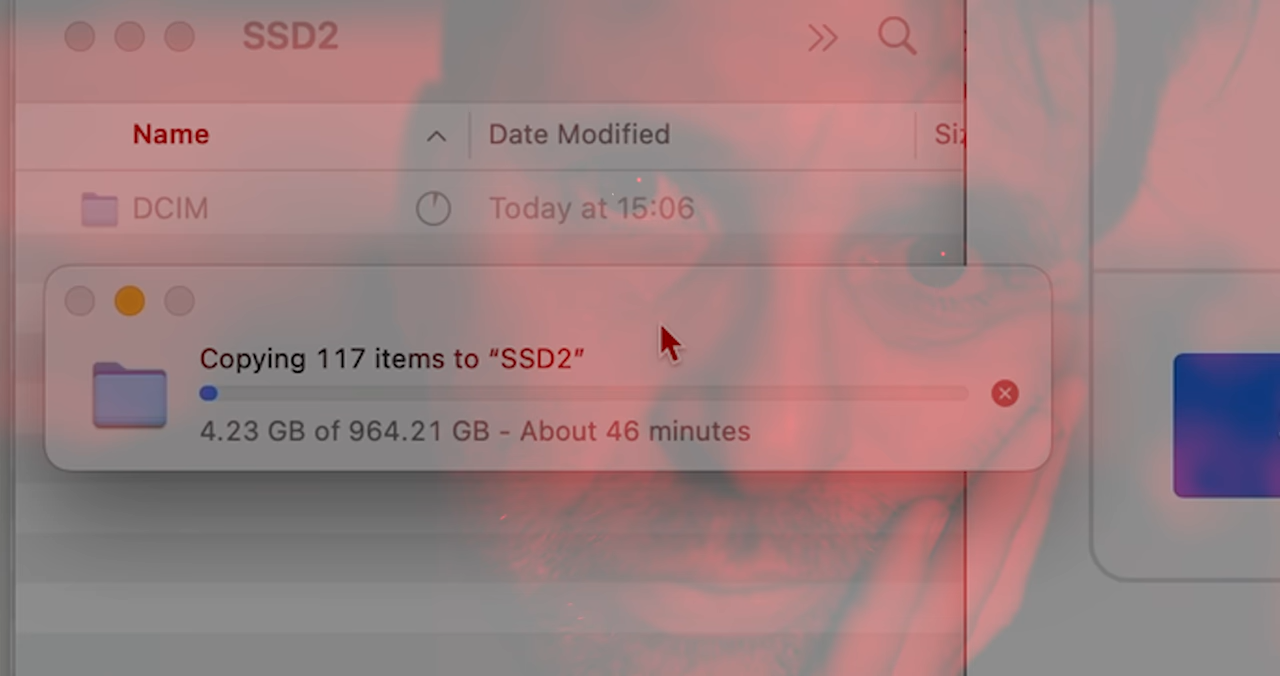 SSD2
Name
Date Modified
DCIM
Today at 15:06
Copying 117 items to “SSD2”
4.23 GB of 964.21 GB - About 46 minutes